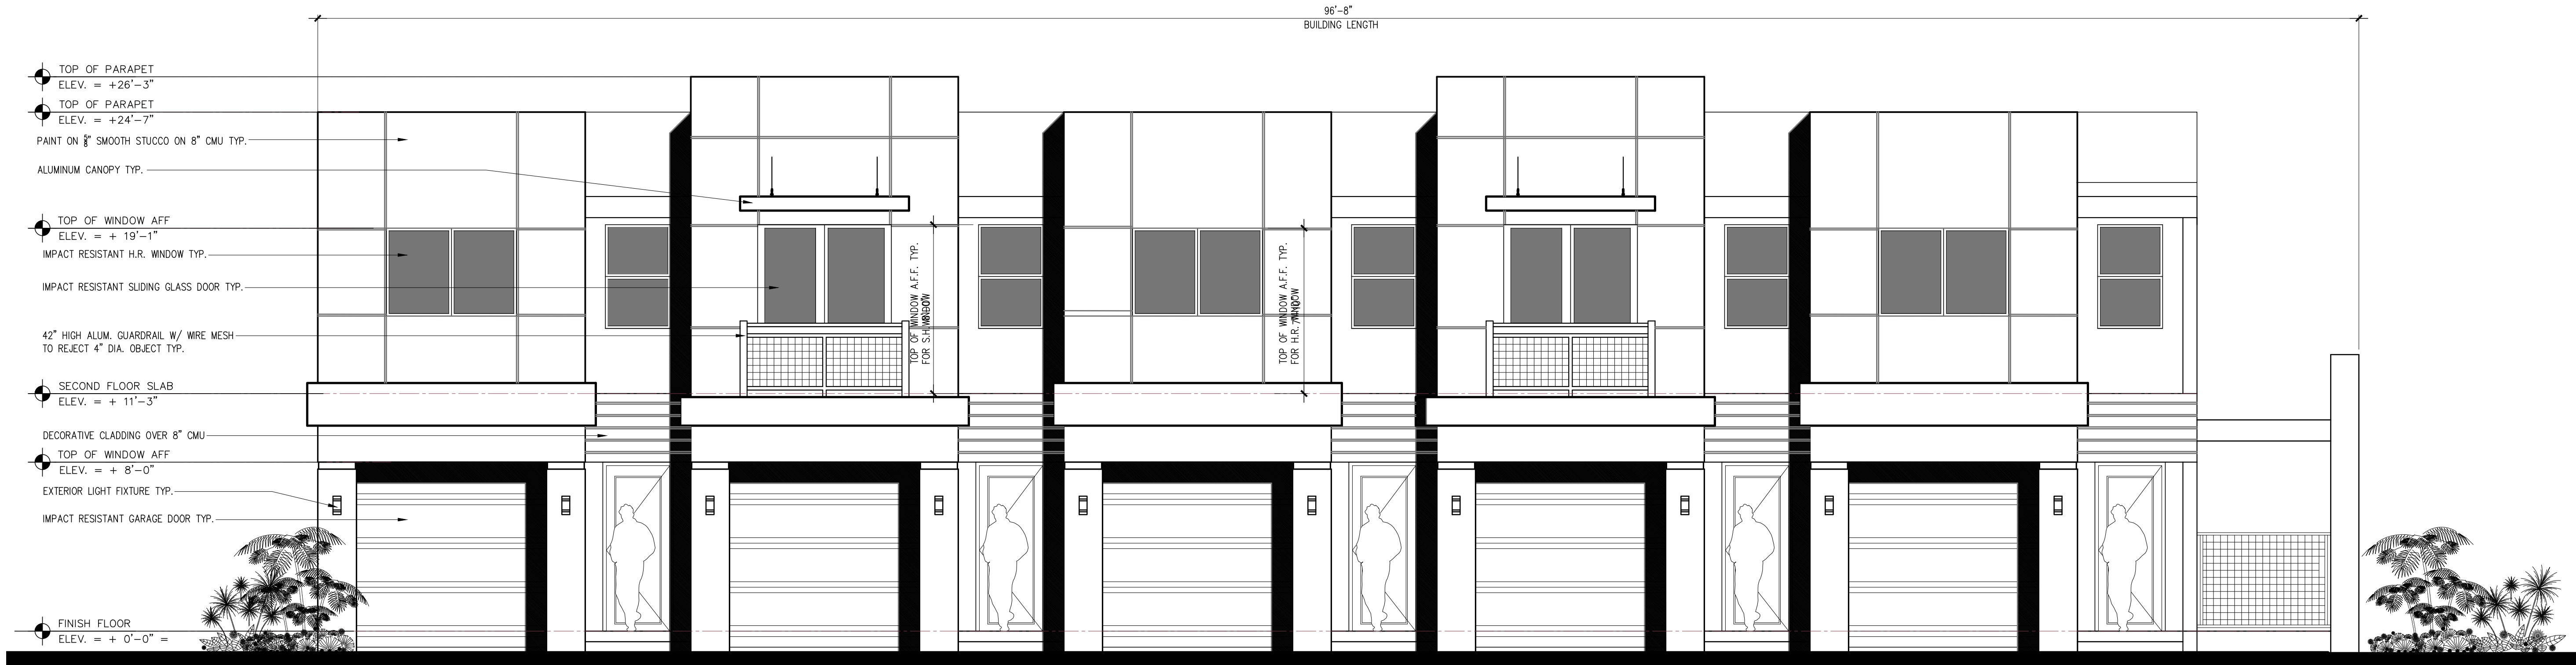 96'-8"
BUILDING LENGTH
TOP OF PARAPET
ELEV. = +26'-3"
TOP OF PARAPET
ELEV. = +24'-7"
PAINT ON 5/8" SMOOTH STUCCO ON 8" CMU TYP.
ALUMINUM CANOPY TYP.
TOP OF WINDOW AFF
ELEV. = + 19'-1"
IMPACT RESISTANT H.R. WINDOW TYP.
IMPACT RESISTANT SLIDING GLASS DOOR TYP.
42" HIGH ALUM. GUARDRAIL W/ WIRE MESH
TO REJECT 4" DIA. OBJECT TYP.
SECOND FLOOR SLAB
ELEV. = + 11'-3"
DECORATIVE CLADDING OVER 8" CMU
TOP OF WINDOW AFF
ELEV. = + 8'-0"
EXTERIOR LIGHT FIXTURE TYP.
IMPACT RESISTANT GARAGE DOOR TYP.
FINISH FLOOR
ELEV. = + 0'-0" =
TOP OF WINDOW A.F.F. TYP.
FOR S.H. WINDOW
TOP OF WINDOW A.F.F. TYP.
FOR H.R. WINDOW